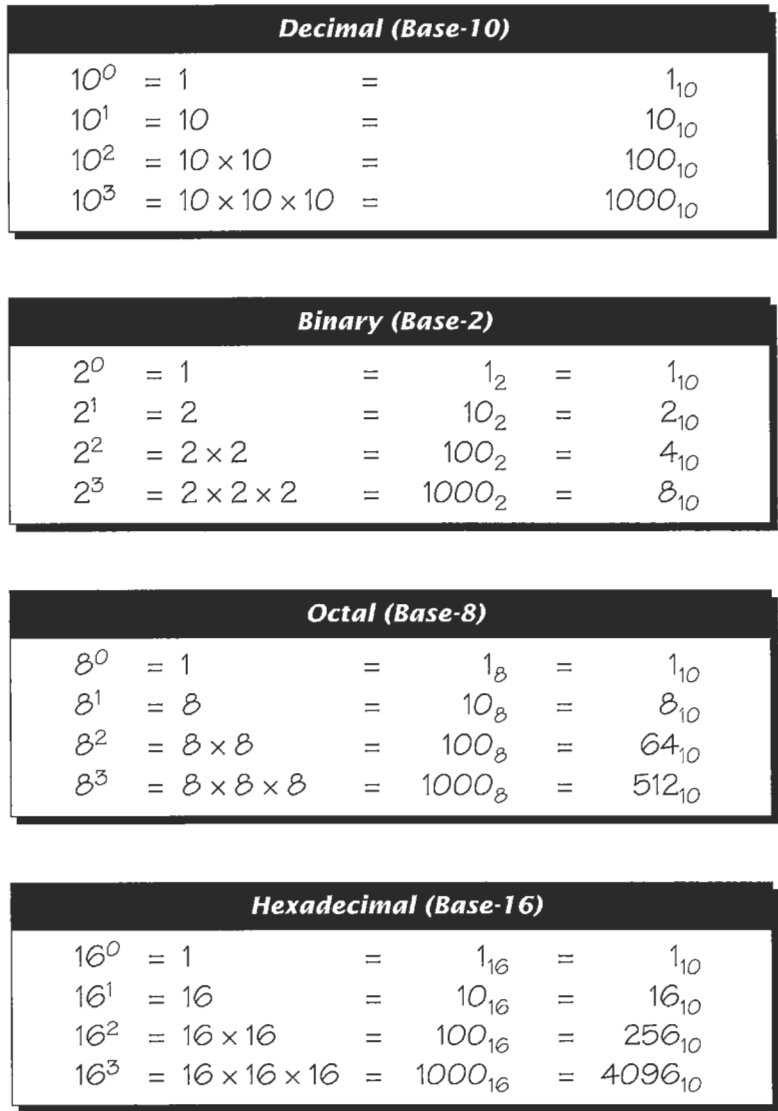 Decimal (Base-10)
10⁰ = 1 = 1₁₀
10¹ = 10 = 10₁₀
10² = 10 × 10 = 100₁₀
10³ = 10 × 10 × 10 = 1000₁₀
Binary (Base-2)
2⁰ = 1 = 1₂ = 1₁₀
2¹ = 2 = 10₂ = 2₁₀
2² = 2 × 2 = 100₂ = 4₁₀
2³ = 2 × 2 × 2 = 1000₂ = 8₁₀
Octal (Base-8)
8⁰ = 1 = 1₈ = 1₁₀
8¹ = 8 = 10₈ = 8₁₀
8² = 8 × 8 = 100₈ = 64₁₀
8³ = 8 × 8 × 8 = 1000₈ = 512₁₀
Hexadecimal (Base-16)
16⁰ = 1 = 1₁₆ = 1₁₀
16¹ = 16 = 10₁₆ = 16₁₀
16² = 16 × 16 = 100₁₆ = 256₁₀
16³ = 16 × 16 × 16 = 1000₁₆ = 4096₁₀